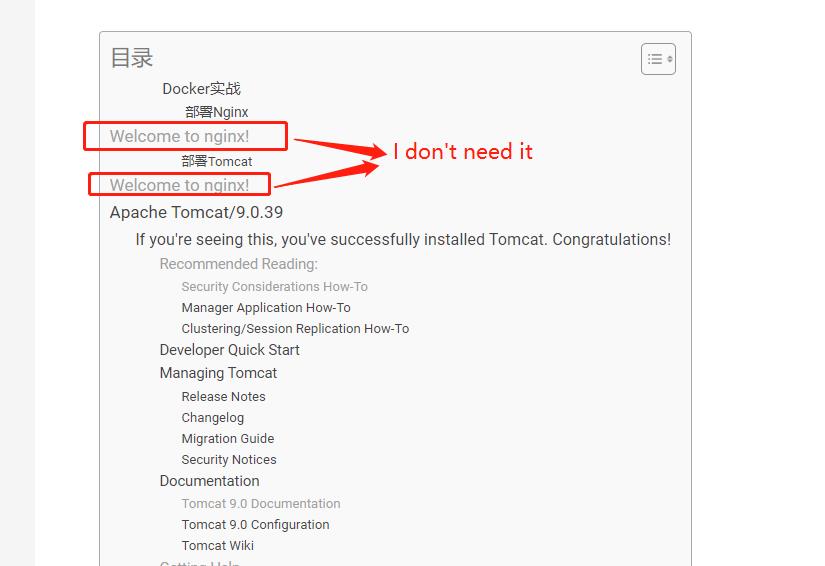 目录
Docker实战
部署Nginx
Welcome to nginx!
I don't need it
部署Tomcat
Welcome to nginx!
Apache Tomcat/9.0.39
If you're seeing this, you've successfully installed Tomcat. Congratulations!
Recommended Reading:
Security Considerations How-To
Manager Application How-To
Clustering/Session Replication How-To
Developer Quick Start
Managing Tomcat
Release Notes
Changelog
Migration Guide
Security Notices
Documentation
Tomcat 9.0 Documentation
Tomcat 9.0 Configuration
Tomcat Wiki
Getting Help